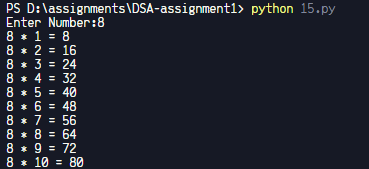 PS D:\assignments\DSA-assignment1> python 15.py
Enter Number:8
8 * 1 = 8
8 * 2 = 16
8 * 3 = 24
8 * 4 = 32
8 * 5 = 40
8 * 6 = 48
8 * 7 = 56
8 * 8 = 64
8 * 9 = 72
8 * 10 = 80